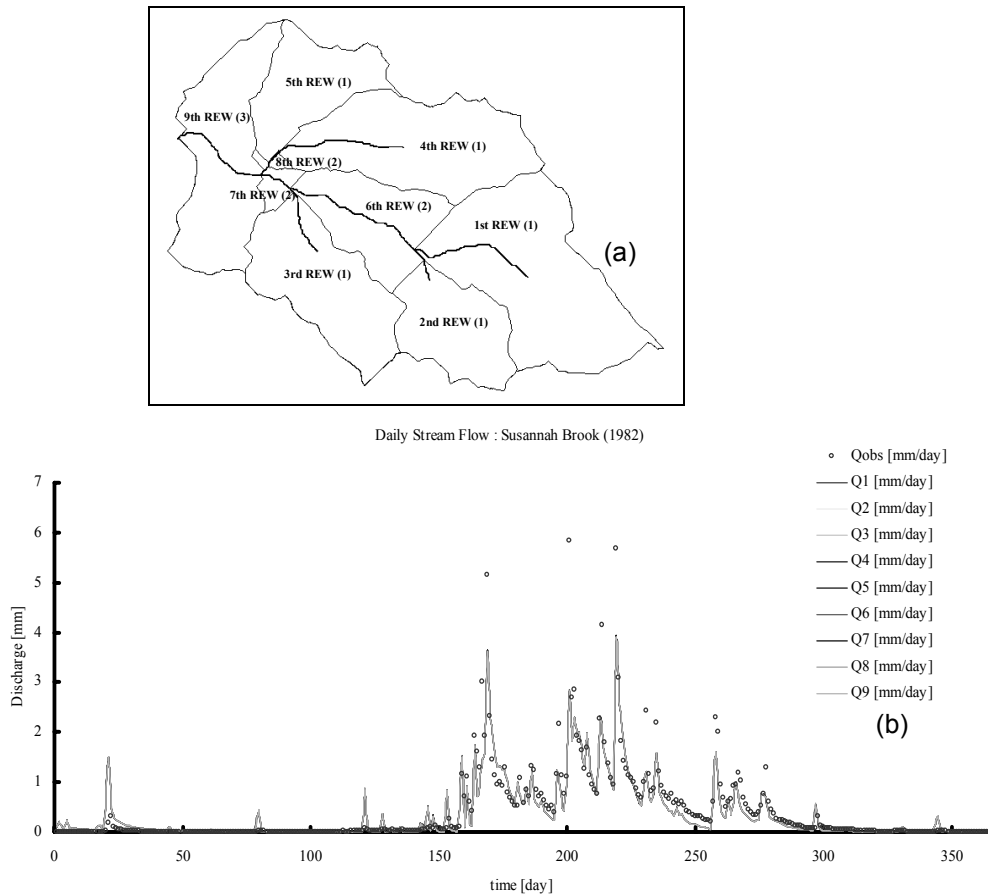 5th REW (1)
9th REW (3)
4th REW (1)
8th REW (2)
7th REW (2)
6th REW (2)
1st REW (1)
(a)
3rd REW (1)
2nd REW (1)
Daily Stream Flow : Susannah Brook (1982)
Qobs [mm/day]
Q1 [mm/day]
Q2 [mm/day]
Q3 [mm/day]
Q4 [mm/day]
Q5 [mm/day]
Q6 [mm/day]
Q7 [mm/day]
Q8 [mm/day]
Q9 [mm/day]
(b)
Discharge [mm]
7
6
5
4
3
2
1
0
0 50 100 150 200 250 300 350
time [day]